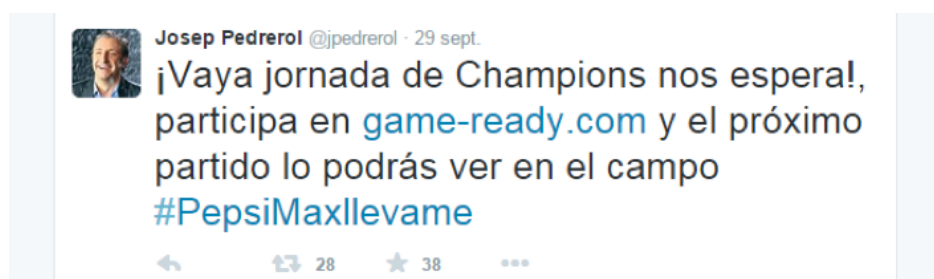 Josep Pedrerol @jpedrerol · 29 sept.
¡Vaya jornada de Champions nos espera!,
participa en game-ready.com y el próximo
partido lo podrás ver en el campo
#PepsiMaxllevame
28 38